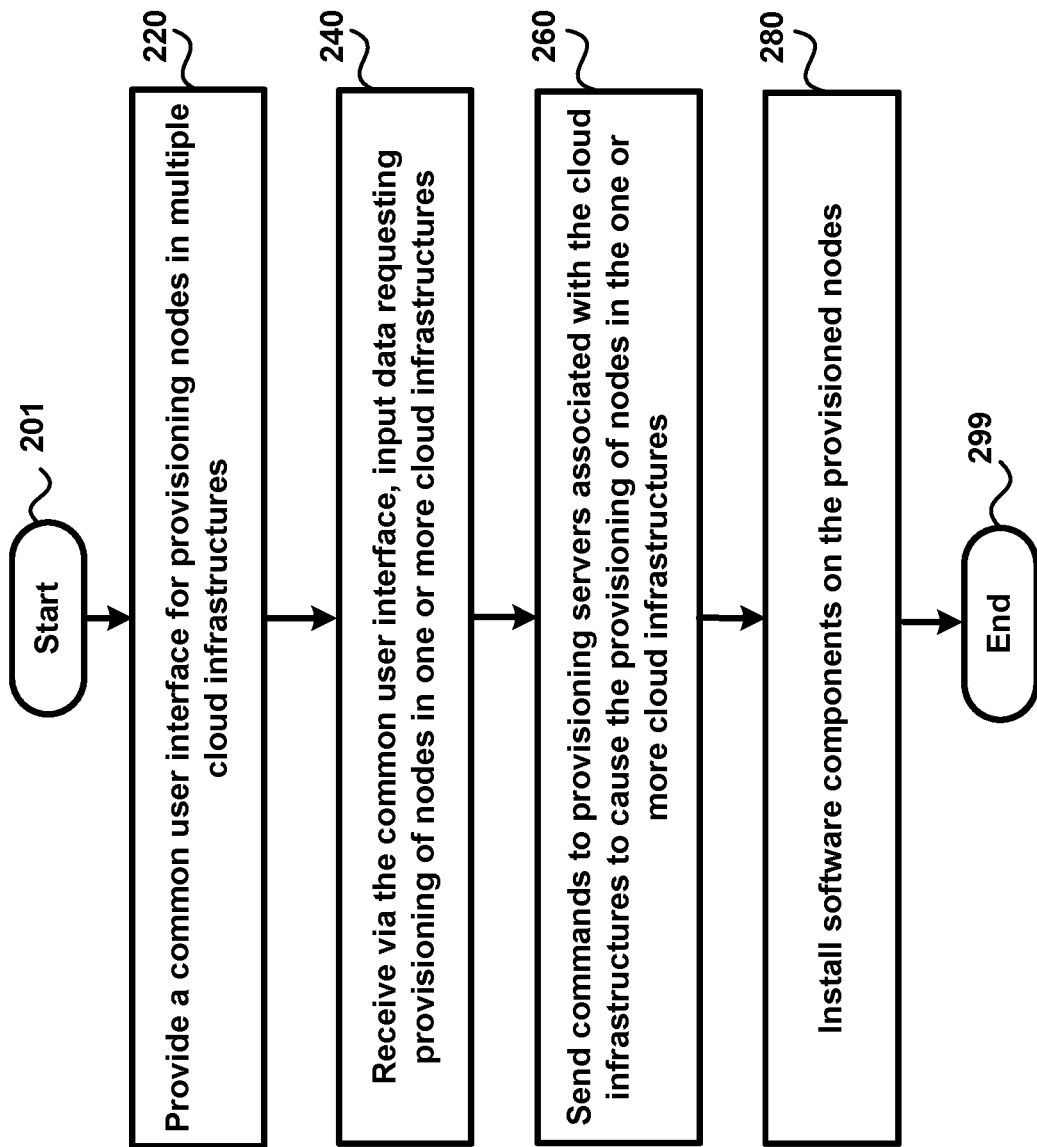 Start
201
Provide a common user interface for provisioning nodes in multiple
cloud infrastructures
220
Receive via the common user interface, input data requesting
provisioning of nodes in one or more cloud infrastructures
240
Send commands to provisioning servers associated with the cloud
infrastructures to cause the provisioning of nodes in the one or
more cloud infrastructures
260
Install software components on the provisioned nodes
280
End
299